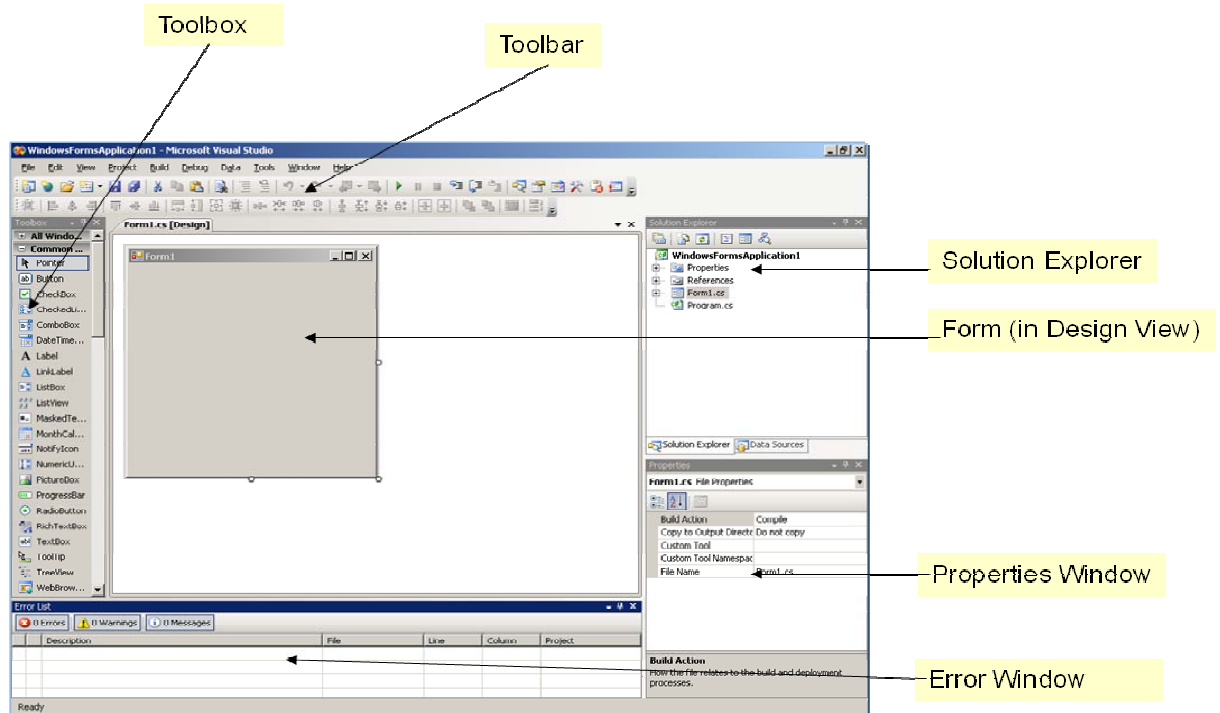 Toolbox
Toolbar
WindowsFormsApplication1 - Microsoft Visual Studio
File Edit View Project Build Debug Data Tools Window Help
Toolbox
Form1.cs [Design]
Solution Explorer
All Windo...
Common ...
Pointer
Button
CheckBox
CheckedLi...
ComboBox
DateTime...
Label
LinkLabel
ListBox
ListView
MaskedTe...
MonthCal...
NotifyIcon
NumericU...
PictureBox
ProgressBar
RadioButton
RichTextBox
TextBox
ToolTip
TreeView
WebBrow...
Form1
WindowsFormsApplication1
Properties
References
Form1.cs
Program.cs
Solution Explorer
Form (in Design View)
Solution Explorer Data Sources
Properties
Form1.cs File Properties
Build Action Compile
Copy to Output Directo Do not copy
Custom Tool
Custom Tool Namespac
File Name Form1.cs
Properties Window
Error List
0 Errors 0 Warnings 0 Messages
Description File Line Column Project
Build Action
How the file relates to the build and deployment
processes.
Error Window
Ready